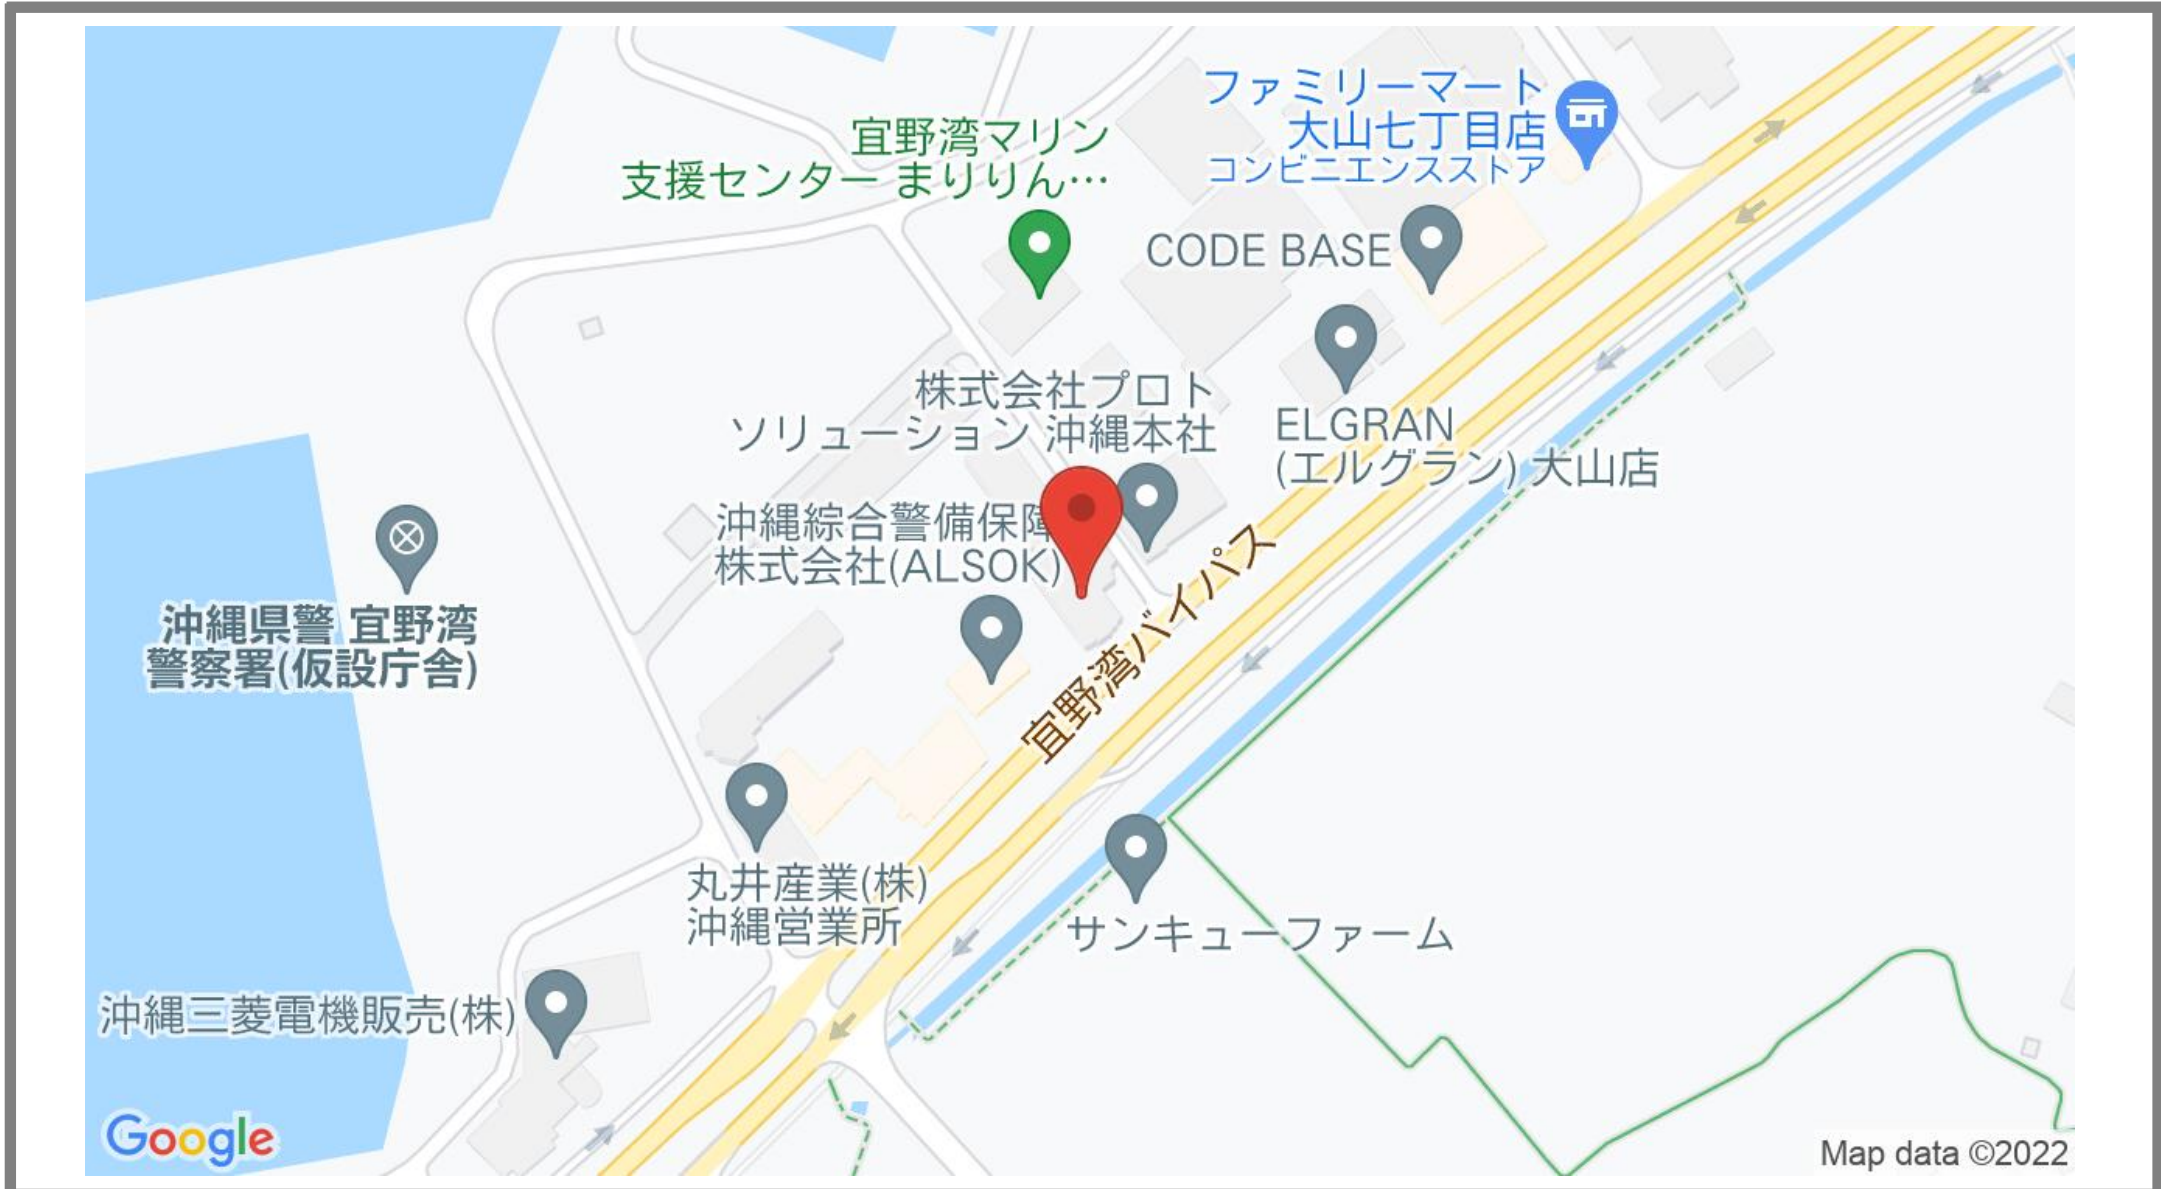 ファミリーマート
大山七丁目店
コンビニエンスストア
宜野湾マリン
支援センター まりりん…
CODE BASE
株式会社プロト
ソリューション 沖縄本社
ELGRAN
(エルグラン) 大山店
沖縄綜合警備保障
株式会社(ALSOK)
沖縄県警 宜野湾
警察署(仮設庁舎)
宜野湾バイパス
丸井産業(株)
沖縄営業所
サンキューファーム
沖縄三菱電機販売(株)
Google
Map data ©2022